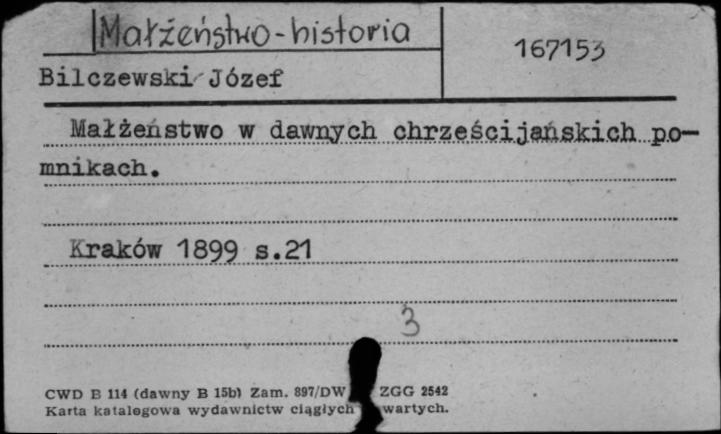 Małżeństwo-historia
167153
Bilczewski Józef
Małżeństwo w dawnych chrześcijańskich po-
mnikach.
Kraków 1899 s.21
3
CWD B 114 (dawny B 15b) Zam. 897/DW ZGG 2542
Karta katalogowa wydawnictw ciągłych wartych.